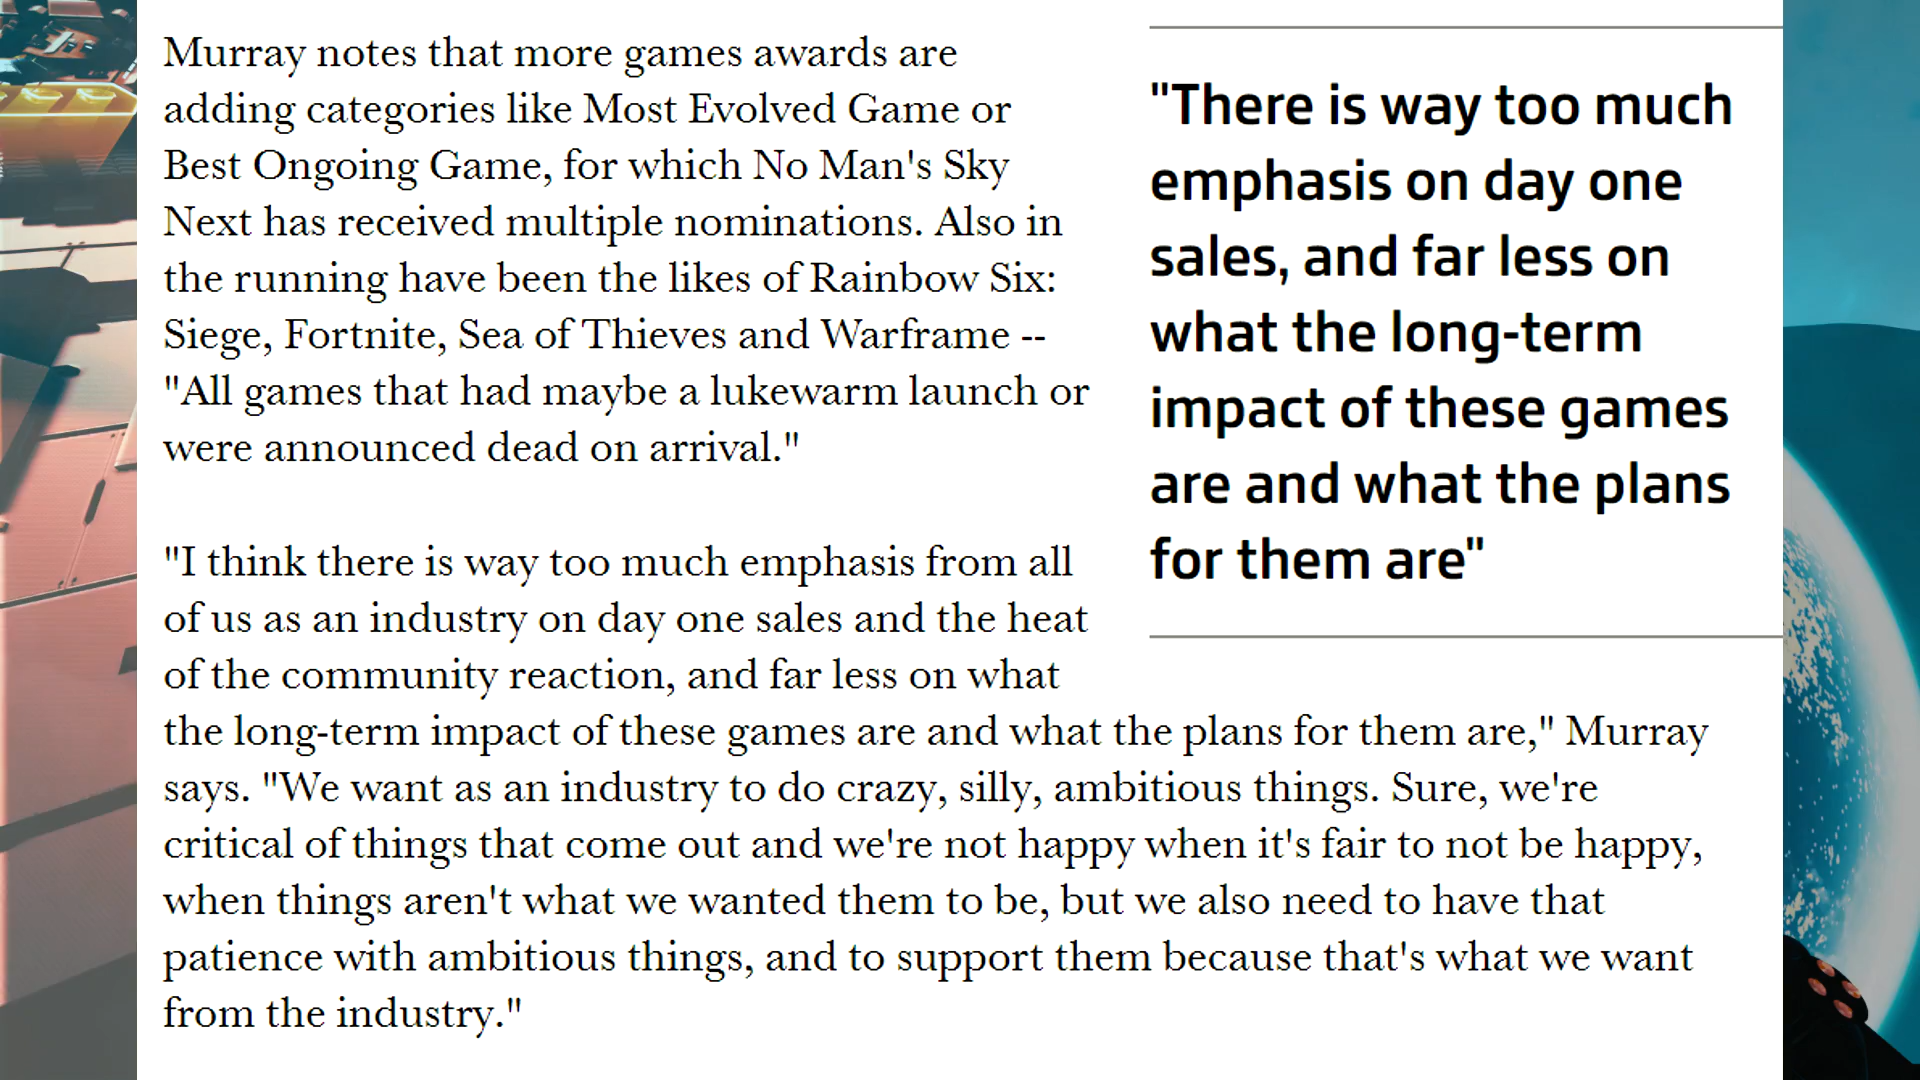 Murray notes that more games awards are
adding categories like Most Evolved Game or
Best Ongoing Game, for which No Man's Sky
Next has received multiple nominations. Also in
the running have been the likes of Rainbow Six:
Siege, Fortnite, Sea of Thieves and Warframe --
"All games that had maybe a lukewarm launch or
were announced dead on arrival."
"I think there is way too much emphasis from all
of us as an industry on day one sales and the heat
of the community reaction, and far less on what
the long-term impact of these games are and what the plans for them are," Murray
says. "We want as an industry to do crazy, silly, ambitious things. Sure, we're
critical of things that come out and we're not happy when it's fair to not be happy,
when things aren't what we wanted them to be, but we also need to have that
patience with ambitious things, and to support them because that's what we want
from the industry."
"There is way too much
emphasis on day one
sales, and far less on
what the long-term
impact of these games
are and what the plans
for them are"